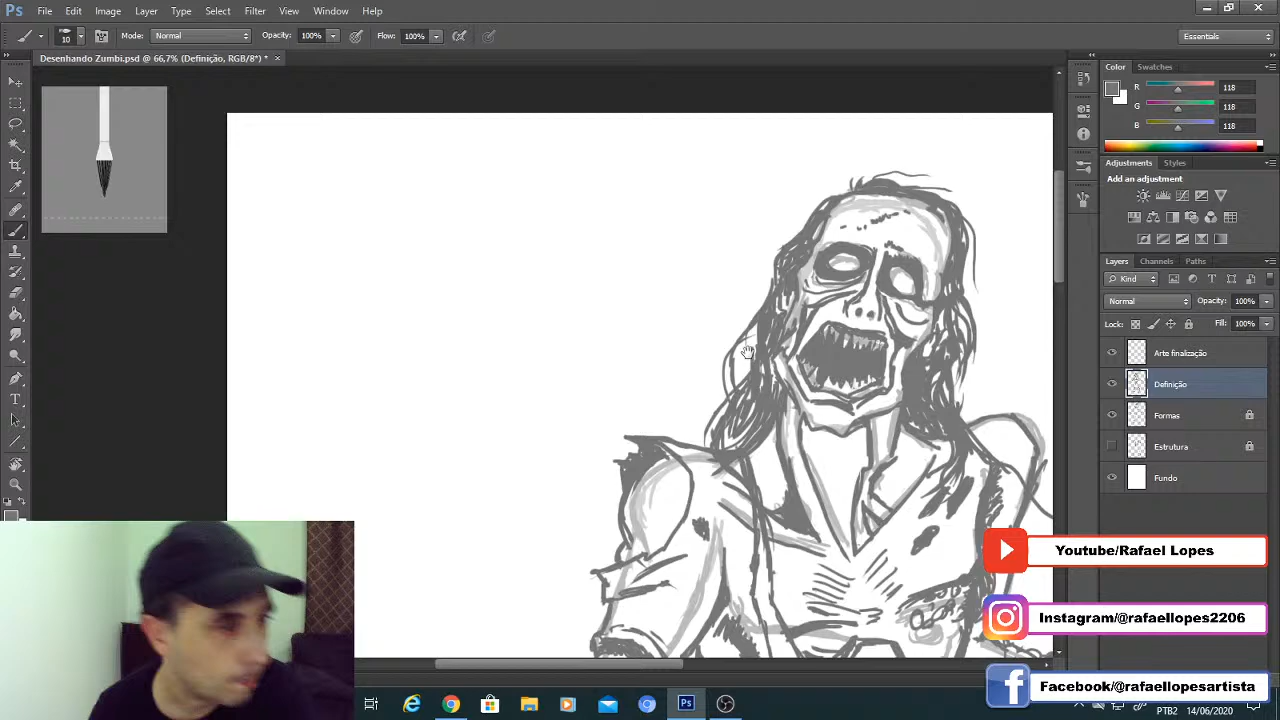 Ps File Edit Image Layer Type Select Filter View Window Help
10 Mode: Normal Opacity: 100% Flow: 100% Essentials
Desenhando Zumbi.psd @ 66,7% (Definição, RGB/8*) * ×
Color Swatches
R 118
G 118
B 118
Adjustments Styles
Add an adjustment
Layers Channels Paths
Kind
Normal Opacity: 100%
Lock: Fill: 100%
Arte finalização
Definição
Formas
Estrutura
Fundo
Youtube/Rafael Lopes
Instagram/@rafaellopes2206
Facebook/@rafaellopesartista
Ps PTB2 14/06/2020